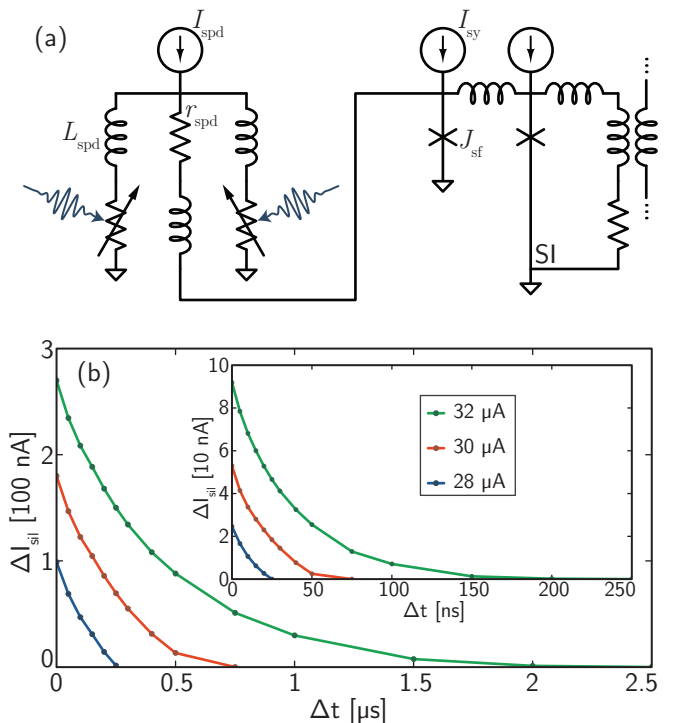 (a)
I_spd
I_sy
r_spd
L_spd
J_sf
SI
(b)
ΔI_sil [100 nA]
3
2
1
0
0 0.5 1 1.5 2 2.5
Δt [µs]
ΔI_sil [10 nA]
10
8
6
4
2
0
0 50 100 150 200 250
Δt [ns]
32 µA
30 µA
28 µA